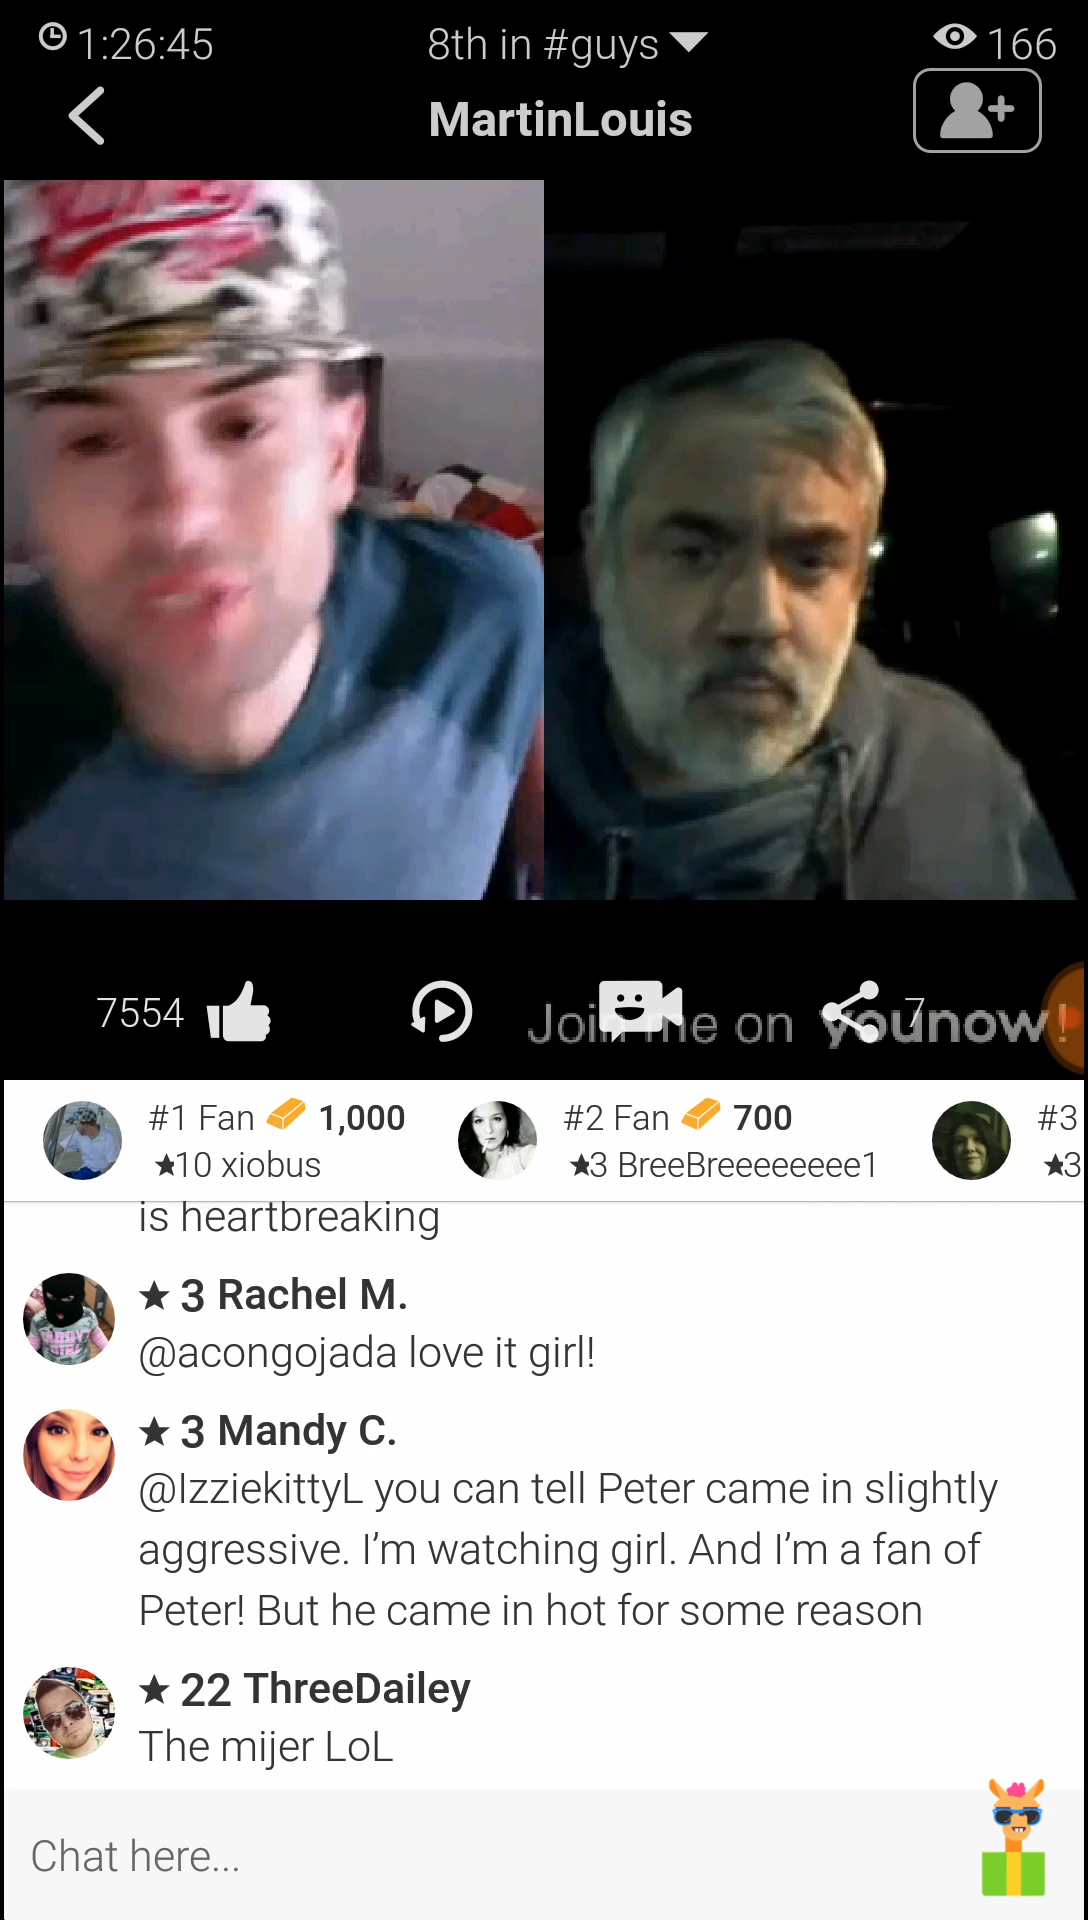 1:26:45 8th in #guys 166
MartinLouis
7554 7
Join me on younow!
#1 Fan 1,000 #2 Fan 700 #3
★10 xiobus ★3 BreeBreeeeeeee1 ★3
is heartbreaking
★ 3 Rachel M.
@acongojada love it girl!
★ 3 Mandy C.
@IzziekittyL you can tell Peter came in slightly
aggressive. I’m watching girl. And I’m a fan of
Peter! But he came in hot for some reason
★ 22 ThreeDailey
The mijer LoL
Chat here...